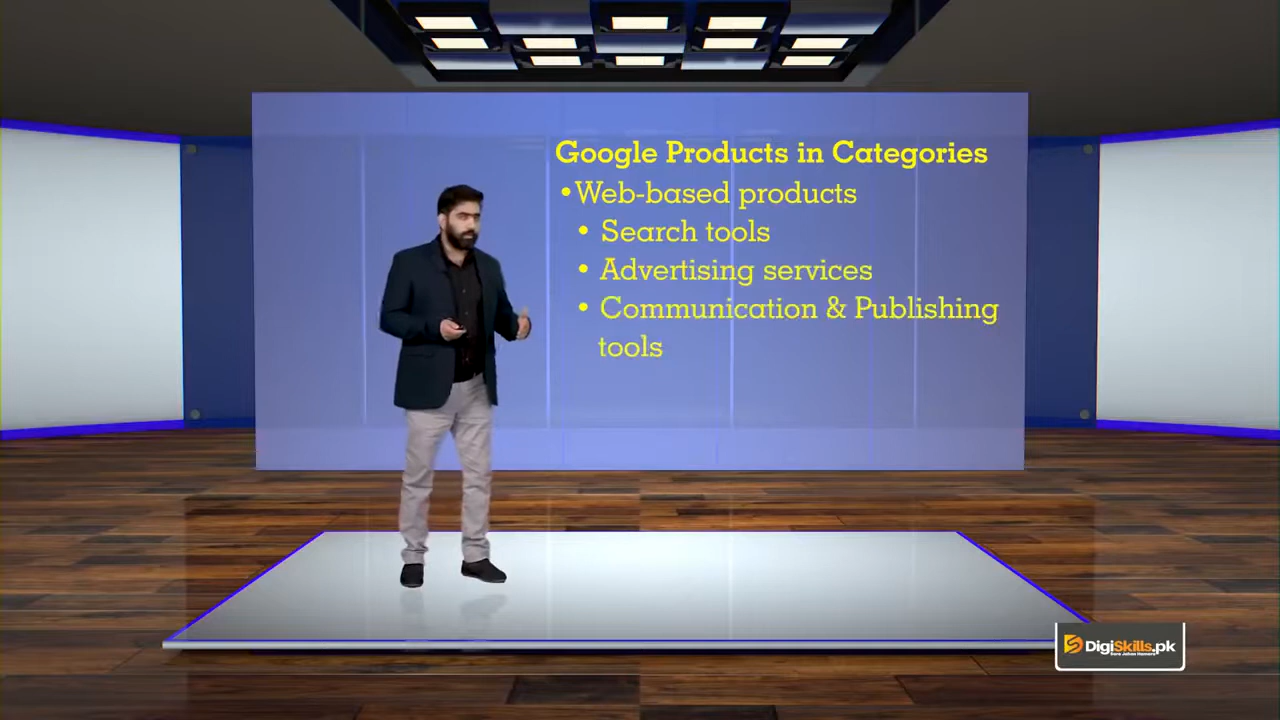 Google Products in Categories
•Web-based products
• Search tools
• Advertising services
• Communication & Publishing
tools
DigiSkills.pk